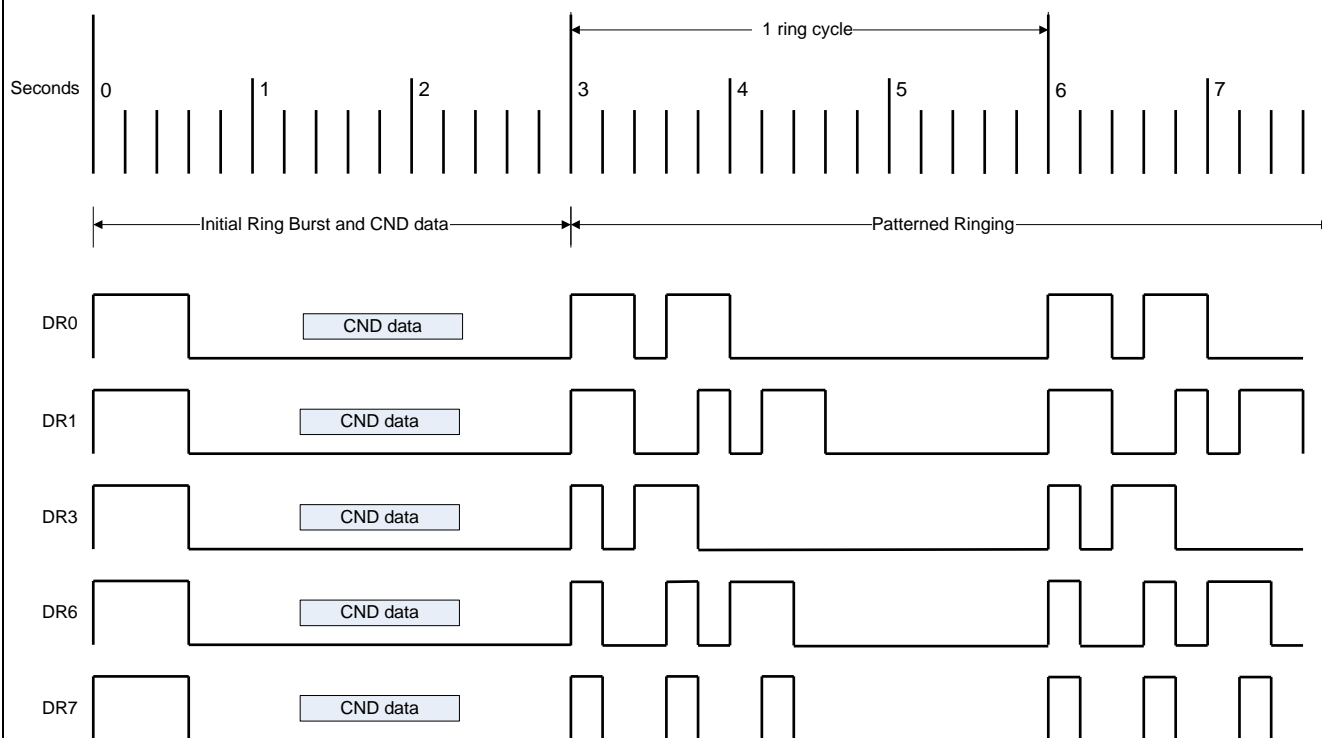 1 ring cycle
Seconds 0 1 2 3 4 5 6 7
Initial Ring Burst and CND data Patterned Ringing
DR0 CND data
DR1 CND data
DR3 CND data
DR6 CND data
DR7 CND data